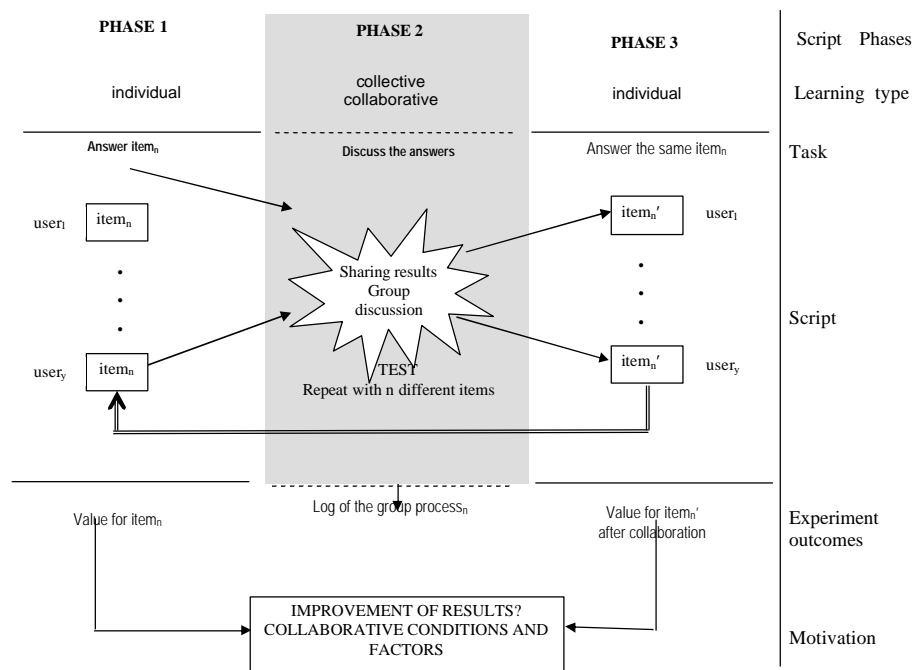 PHASE 1
PHASE 2
PHASE 3
Script Phases
individual
collective
collaborative
individual
Learning type
Answer itemₙ
Discuss the answers
Answer the same itemₙ
Task
user₁
itemₙ
itemₙ′
user₁
Sharing results
Group
discussion
Script
userᵧ
itemₙ
itemₙ′
userᵧ
TEST
Repeat with n different items
Value for itemₙ
Log of the group processₙ
Value for itemₙ′
after collaboration
Experiment
outcomes
IMPROVEMENT OF RESULTS?
COLLABORATIVE CONDITIONS AND
FACTORS
Motivation